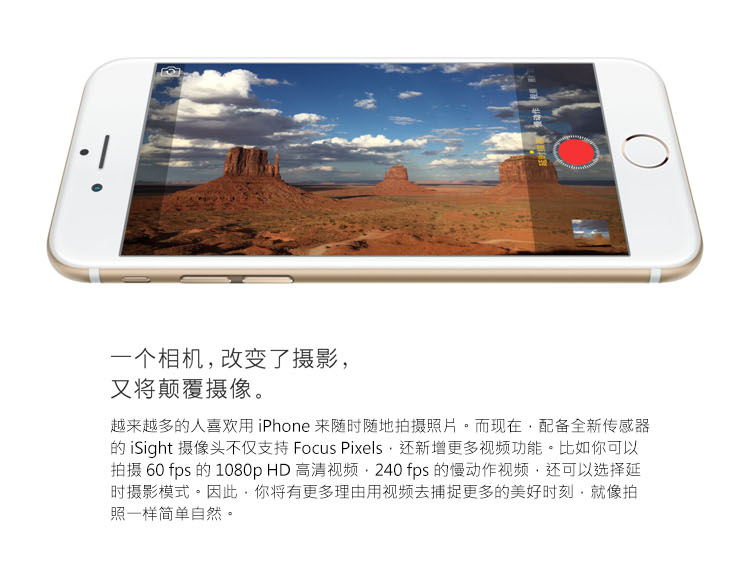 慢动作
一个相机，改变了摄影，
又将颠覆摄像。
越来越多的人喜欢用 iPhone 来随时随地拍摄照片。而现在，配备全新传感器
的 iSight 摄像头不仅支持 Focus Pixels，还新增更多视频功能。比如你可以
拍摄 60 fps 的 1080p HD 高清视频，240 fps 的慢动作视频，还可以选择延
时摄影模式。因此，你将有更多理由用视频去捕捉更多的美好时刻，就像拍
照一样简单自然。